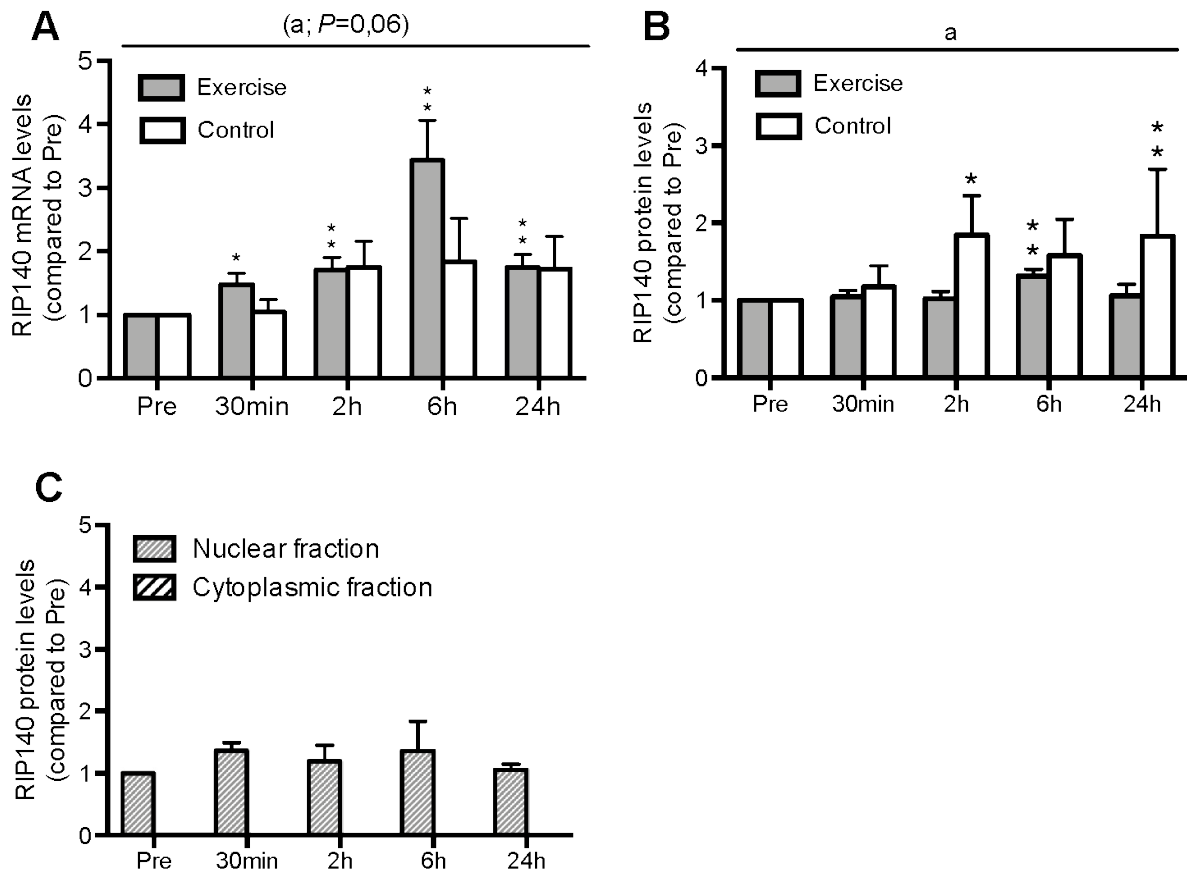 A
(a; P=0,06)
RIP140 mRNA levels
(compared to Pre)
5
4
3
2
1
0
Exercise
Control
*
*
*
*
*
*
*
Pre 30min 2h 6h 24h
B
a
RIP140 protein levels
(compared to Pre)
4
3
2
1
0
Exercise
Control
*
*
*
*
*
Pre 30min 2h 6h 24h
C
RIP140 protein levels
(compared to Pre)
5
4
3
2
1
0
Nuclear fraction
Cytoplasmic fraction
Pre 30min 2h 6h 24h